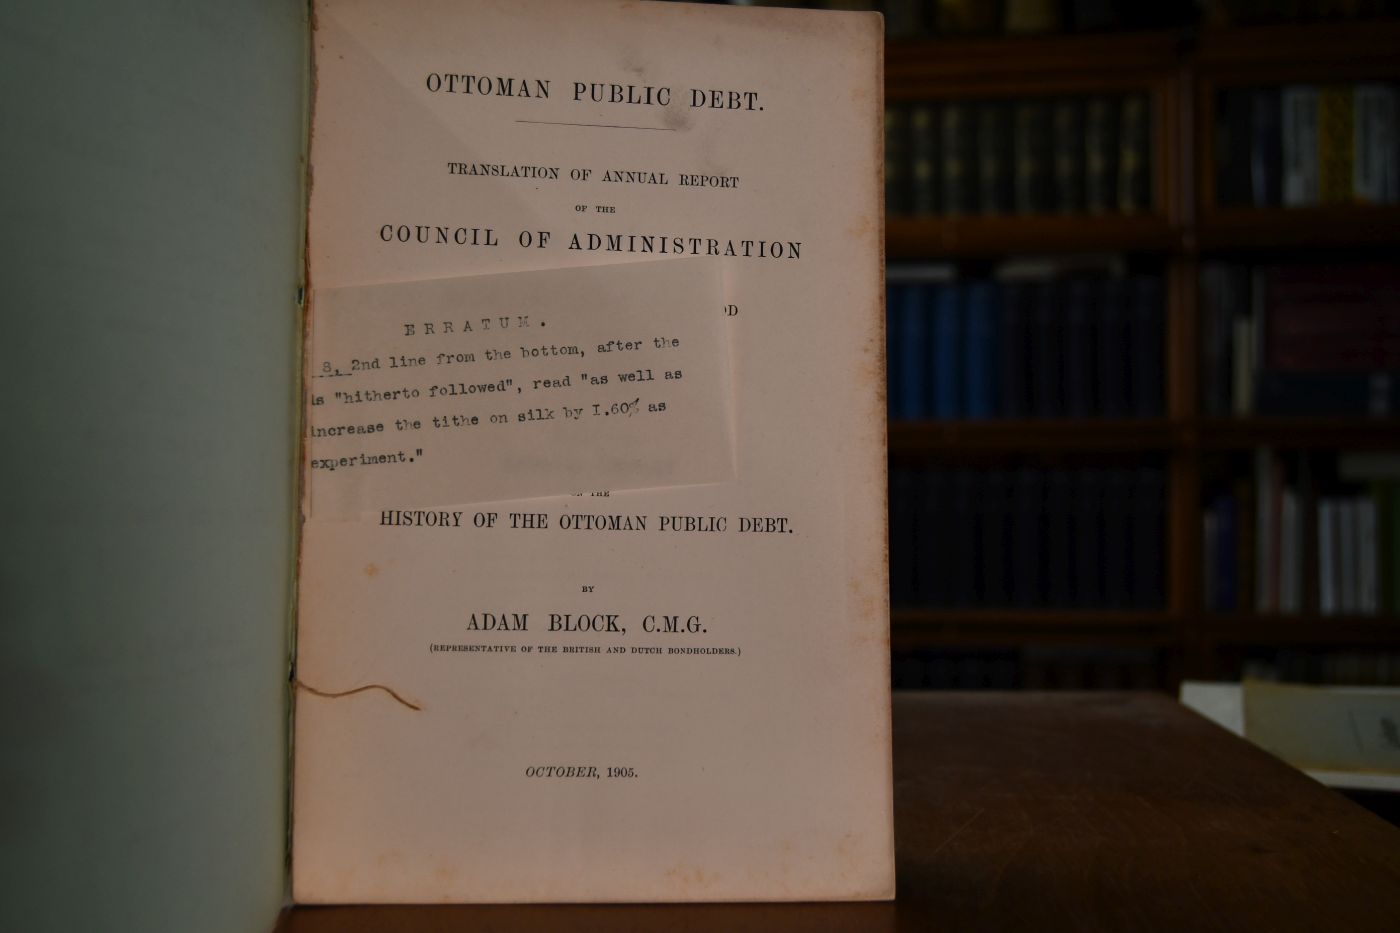 OTTOMAN PUBLIC DEBT.
TRANSLATION OF ANNUAL REPORT
OF THE
COUNCIL OF ADMINISTRATION
ERRATUM.
8, 2nd line from the bottom, after the
"hitherto followed", read "as well as
increase the tithe on silk by I.60% as
experiment."
THE
HISTORY OF THE OTTOMAN PUBLIC DEBT.
BY
ADAM BLOCK, C.M.G.
(REPRESENTATIVE OF THE BRITISH AND DUTCH BONDHOLDERS.)
OCTOBER, 1905.